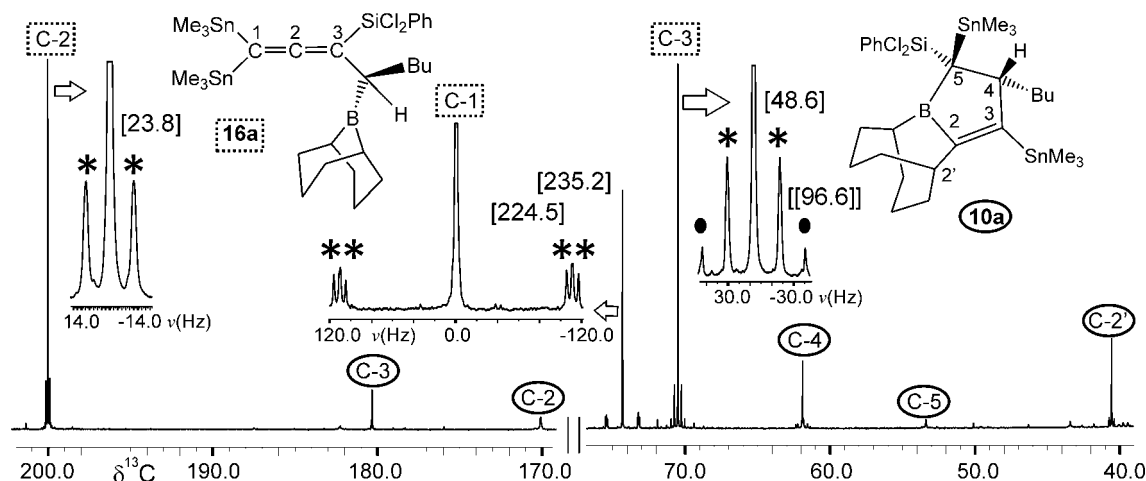 C-2
Me3Sn
Me3Sn
1
2
3
C
C
C
SiCl2Ph
Bu
H
B
16a
[23.8]
* *
14.0 -14.0 ν(Hz)
C-1
[235.2]
[224.5]
** **
120.0 ν(Hz) 0.0 -120.0
C-3
[48.6]
* *
[[96.6]]
30.0 -30.0 ν(Hz)
SnMe3
PhCl2Si
H
5
4
Bu
B
3
2
SnMe3
2'
10a
C-3
C-2
C-4
C-5
C-2'
200.0 δ13C 190.0 180.0 170.0 70.0 60.0 50.0 40.0